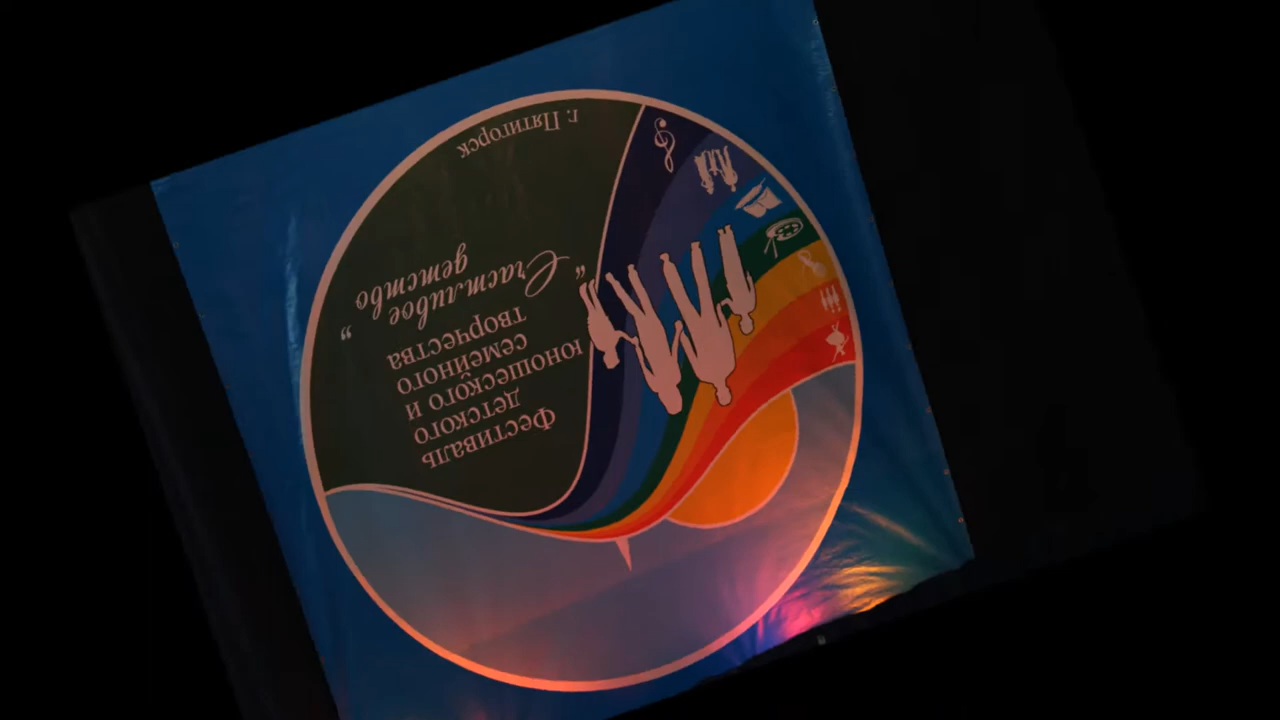 Фестиваль
детского
юношеского и
семейного
творчества
„ Счастливое
детство "
г. Пятигорск